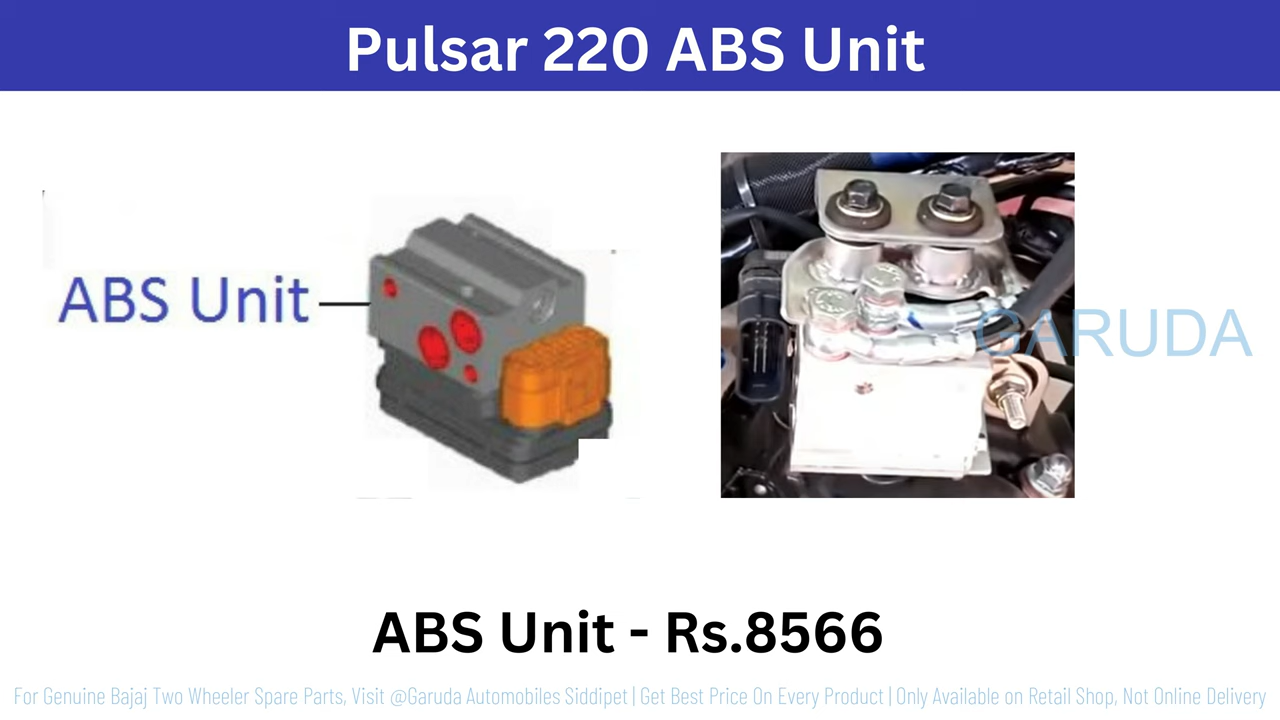 Pulsar 220 ABS Unit
ABS Unit
GARUDA
ABS Unit - Rs.8566
For Genuine Bajaj Two Wheeler Spare Parts, Visit @Garuda Automobiles Siddipet | Get Best Price On Every Product | Only Available on Retail Shop, Not Online Delivery